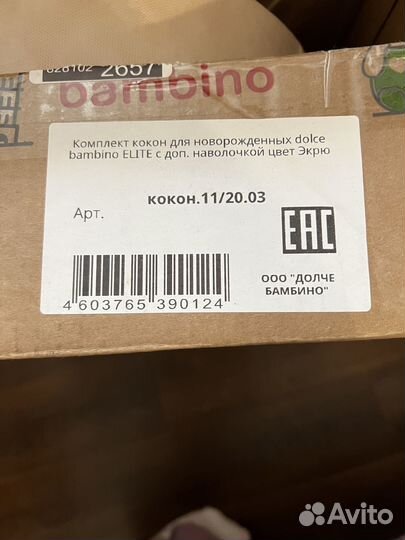 2657
bambino
Комплект кокон для новорожденных dolce
bambino ELITE с доп. наволочкой цвет Экрю
кокон.11/20.03
Арт.
EAC
ООО "ДОЛЧЕ
БАМБИНО"
4 603765 390124
Avito